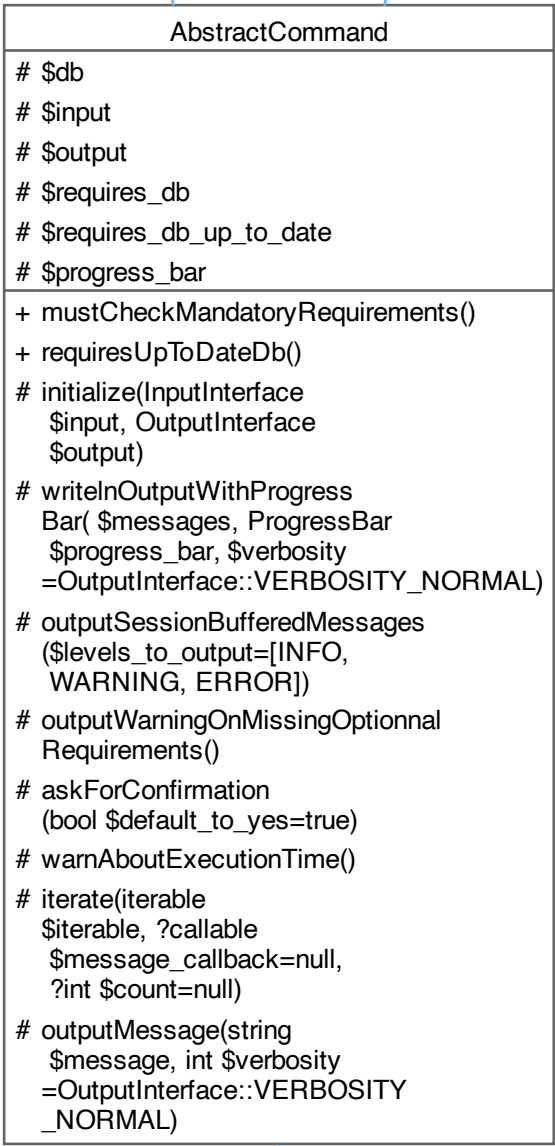 AbstractCommand
# $db
# $input
# $output
# $requires_db
# $requires_db_up_to_date
# $progress_bar
+ mustCheckMandatoryRequirements()
+ requiresUpToDateDb()
# initialize(InputInterface
$input, OutputInterface
$output)
# writelnOutputWithProgress
Bar( $messages, ProgressBar
$progress_bar, $verbosity
=OutputInterface::VERBOSITY_NORMAL)
# outputSessionBufferedMessages
($levels_to_output=[INFO,
WARNING, ERROR])
# outputWarningOnMissingOptionnal
Requirements()
# askForConfirmation
(bool $default_to_yes=true)
# warnAboutExecutionTime()
# iterate(iterable
$iterable, ?callable
$message_callback=null,
?int $count=null)
# outputMessage(string
$message, int $verbosity
=OutputInterface::VERBOSITY
_NORMAL)